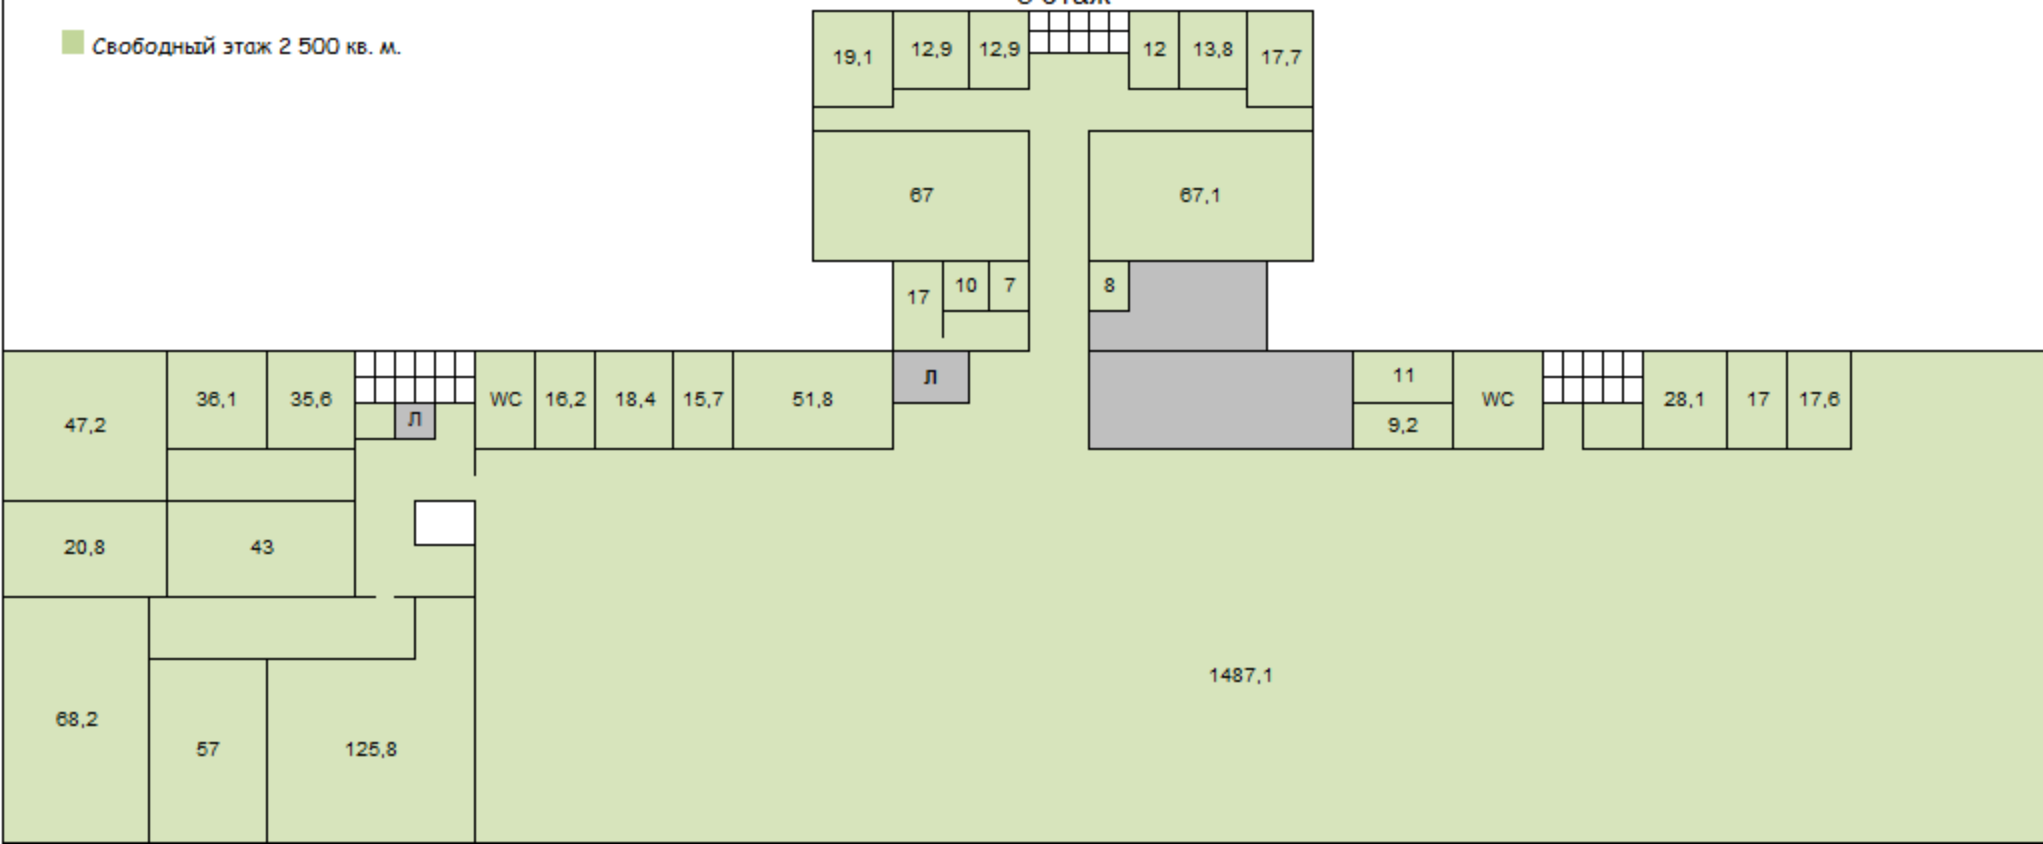 этаж
Свободный этаж 2 500 кв. м.
19,1 12,9 12,9 12 13,8 17,7
67 67,1
17 10 7 8
47,2 36,1 35,6 Л WC 16,2 18,4 15,7 51,8 Л 11 WC 28,1 17 17,6
9,2
20,8 43
1487,1
68,2 57 125,8